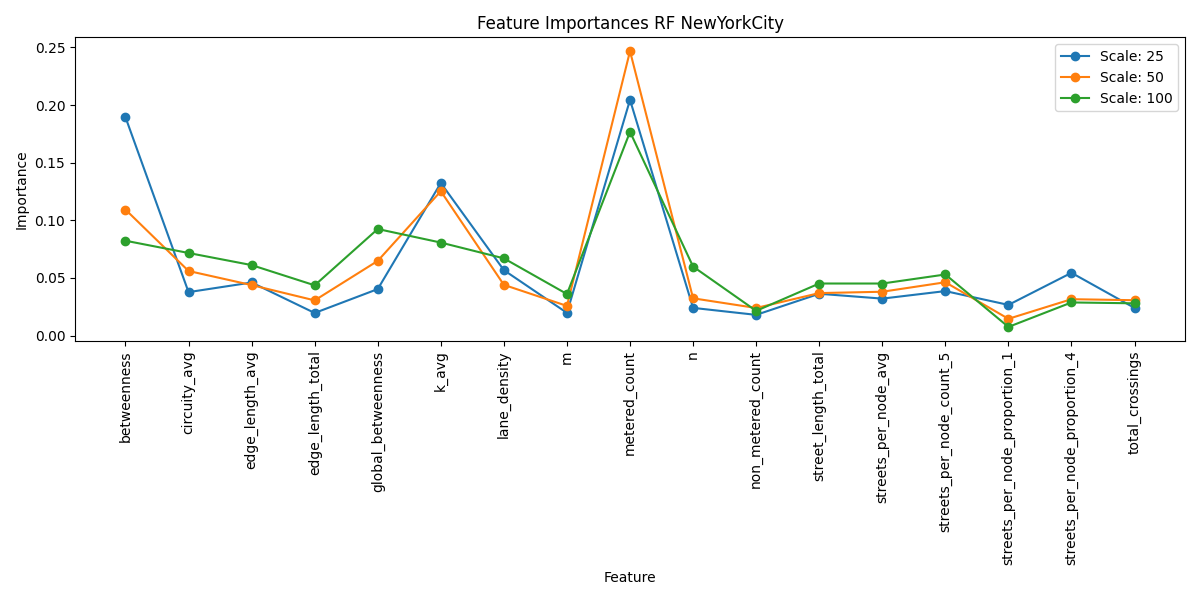 Feature Importances RF NewYorkCity
Scale: 25
Scale: 50
Scale: 100
Importance
0.25
0.20
0.15
0.10
0.05
0.00
betweenness
circuity_avg
edge_length_avg
edge_length_total
global_betweenness
k_avg
lane_density
m
metered_count
n
non_metered_count
street_length_total
streets_per_node_avg
streets_per_node_count_5
streets_per_node_proportion_1
streets_per_node_proportion_4
total_crossings
Feature